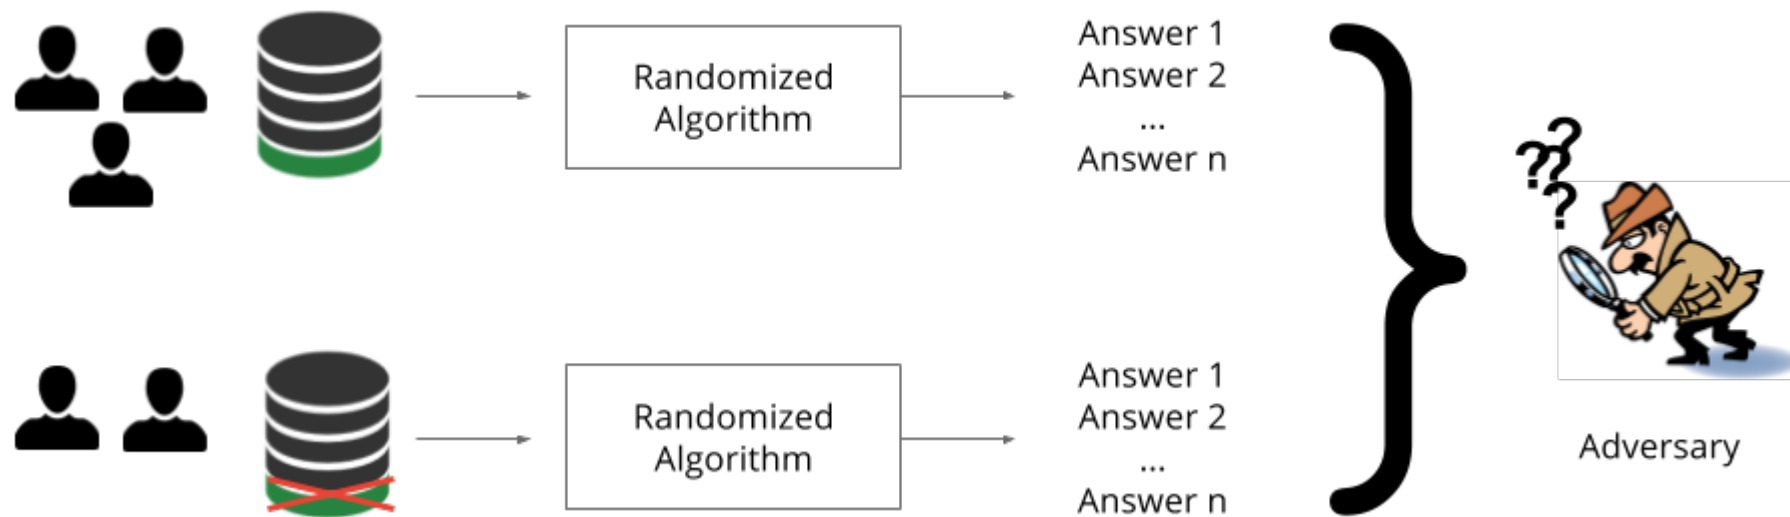 Randomized
Algorithm
Answer 1
Answer 2
...
Answer n
????
Randomized
Algorithm
Answer 1
Answer 2
...
Answer n
Adversary